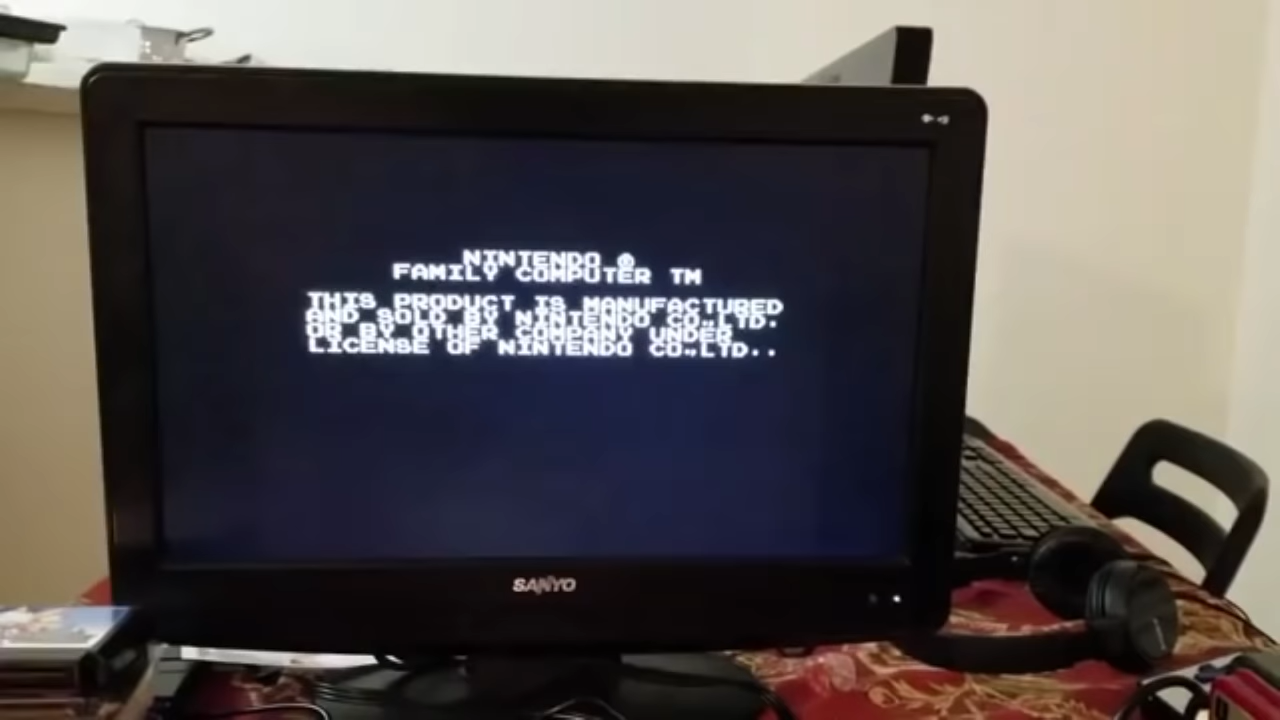 NINTENDO ®
FAMILY COMPUTER TM
THIS PRODUCT IS MANUFACTURED
AND SOLD BY NINTENDO CO.,LTD.
OR BY OTHER COMPANY UNDER
LICENSE OF NINTENDO CO.,LTD..
SANYO